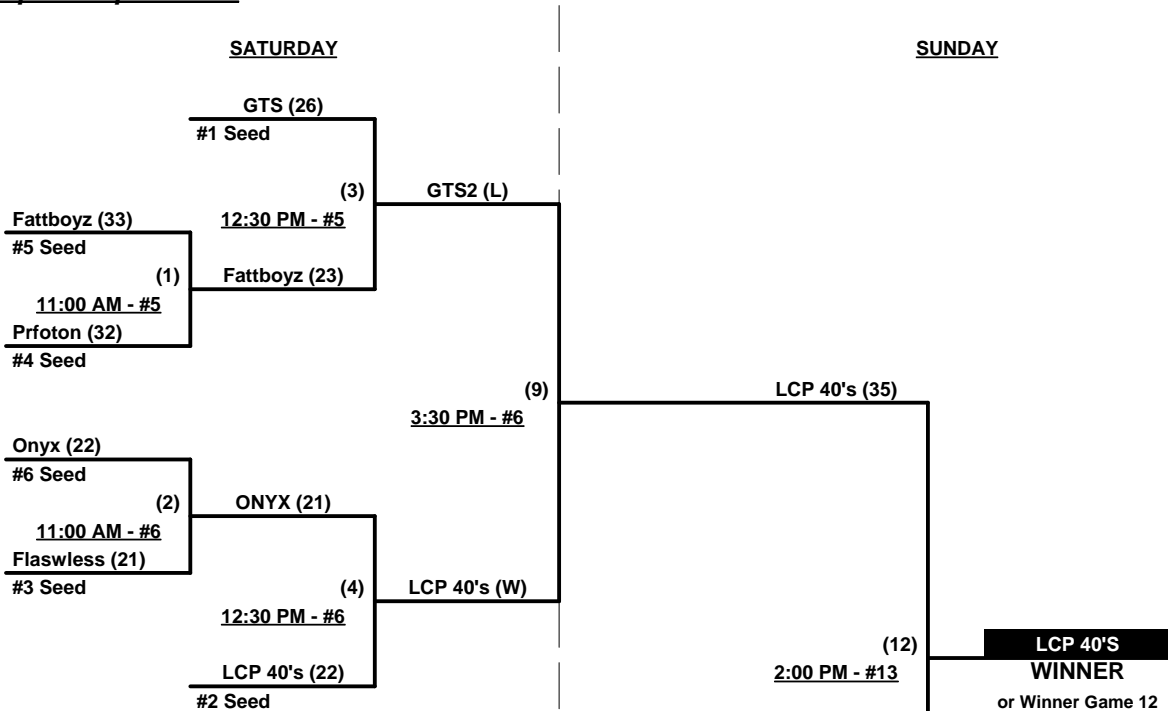 SATURDAY
SUNDAY
GTS (26)
#1 Seed
(3)
GTS2 (L)
12:30 PM - #5
Fattboyz (33)
#5 Seed
(1)
Fattboyz (23)
11:00 AM - #5
Prfoton (32)
#4 Seed
(9)
LCP 40's (35)
3:30 PM - #6
Onyx (22)
#6 Seed
(2)
ONYX (21)
11:00 AM - #6
Flaswless (21)
#3 Seed
(4)
LCP 40's (W)
12:30 PM - #6
LCP 40's (22)
#2 Seed
(12)
2:00 PM - #13
LCP 40'S
WINNER
or Winner Game 12